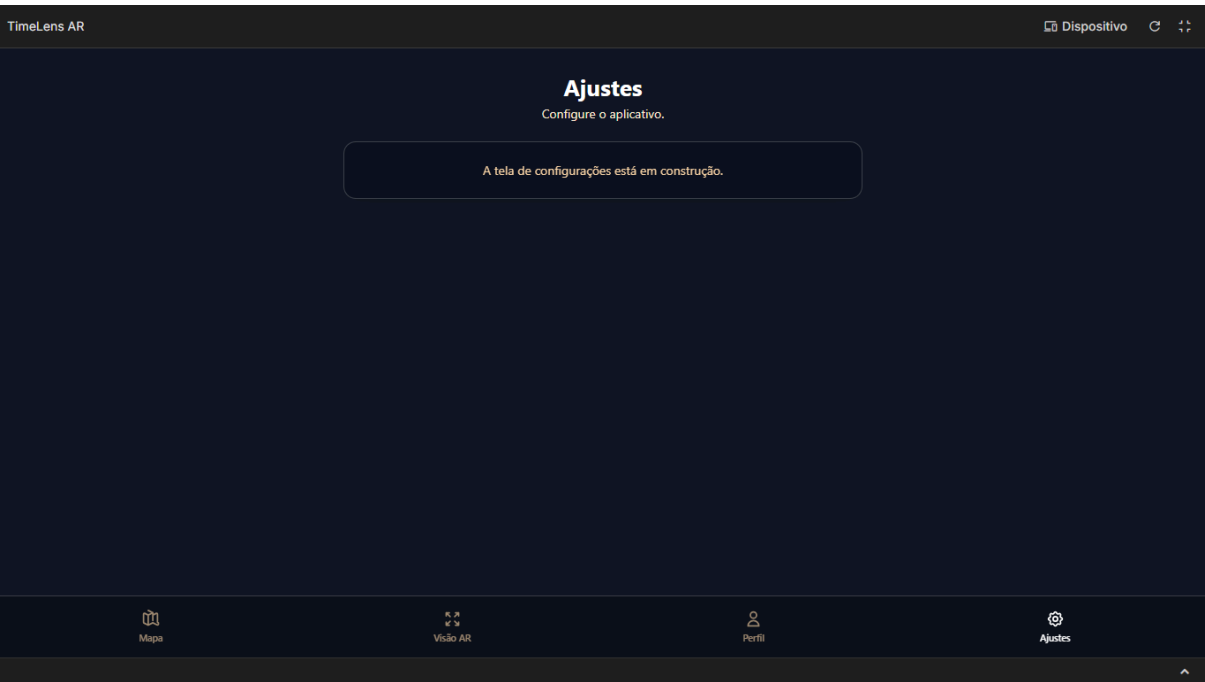 TimeLens AR
Dispositivo
Ajustes
Configure o aplicativo.
A tela de configurações está em construção.
Mapa
Visão AR
Perfil
Ajustes